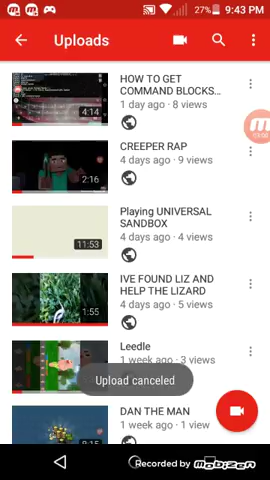 27% 9:43 PM
Uploads
HOW TO GET
COMMAND BLOCKS...
1 day ago · 8 views
4:14
CREEPER RAP
4 days ago · 9 views
2:16
Playing UNIVERSAL
SANDBOX
4 days ago · 4 views
11:53
IVE FOUND LIZ AND
HELP THE LIZARD
4 days ago · 5 views
1:55
Leedle
1 week ago · 3 views
Upload canceled
DAN THE MAN
1 week ago · 1 view
Recorded by mobizen